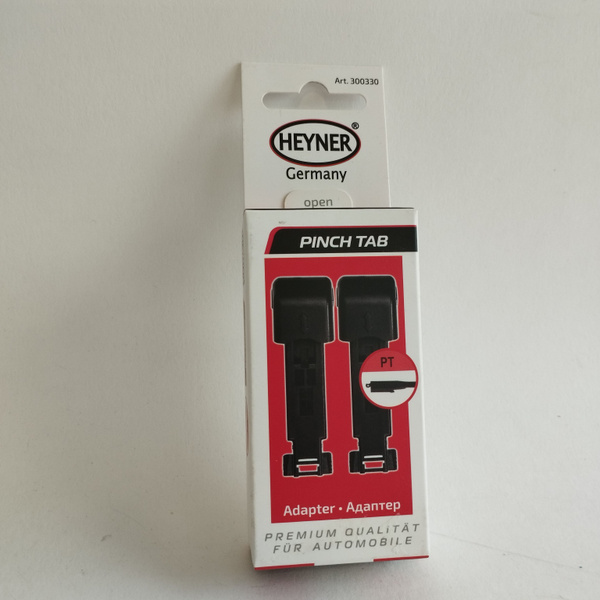 Art. 300330
HEYNER®
Germany
open
PINCH TAB
PT
Adapter • Адаптер
PREMIUM QUALITÄT
FÜR AUTOMOBILE